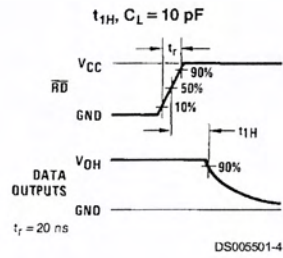 t1H, CL = 10 pF
tr
VCC
90%
RD
50%
10%
GND
t1H
VOH
90%
DATA
OUTPUTS
GND
tr = 20 ns
DS005501-4